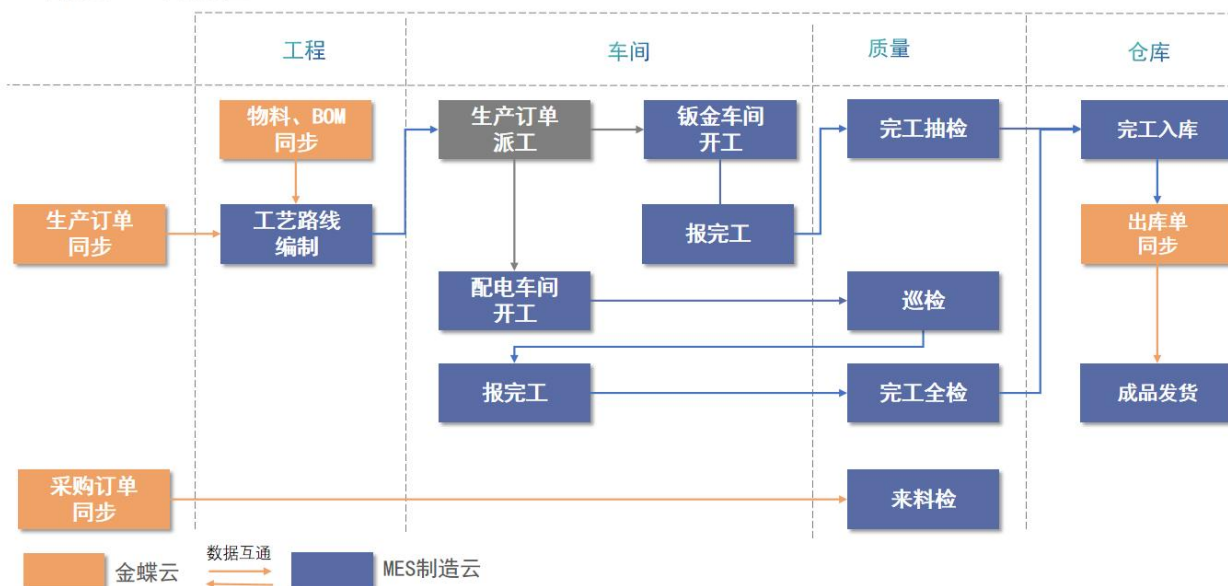 工程
车间
质量
仓库
物料、BOM
同步
生产订单
派工
钣金车间
开工
完工抽检
完工入库
生产订单
同步
工艺路线
编制
报完工
出库单
同步
配电车间
开工
巡检
报完工
完工全检
成品发货
采购订单
同步
来料检
金蝶云
数据互通
MES制造云